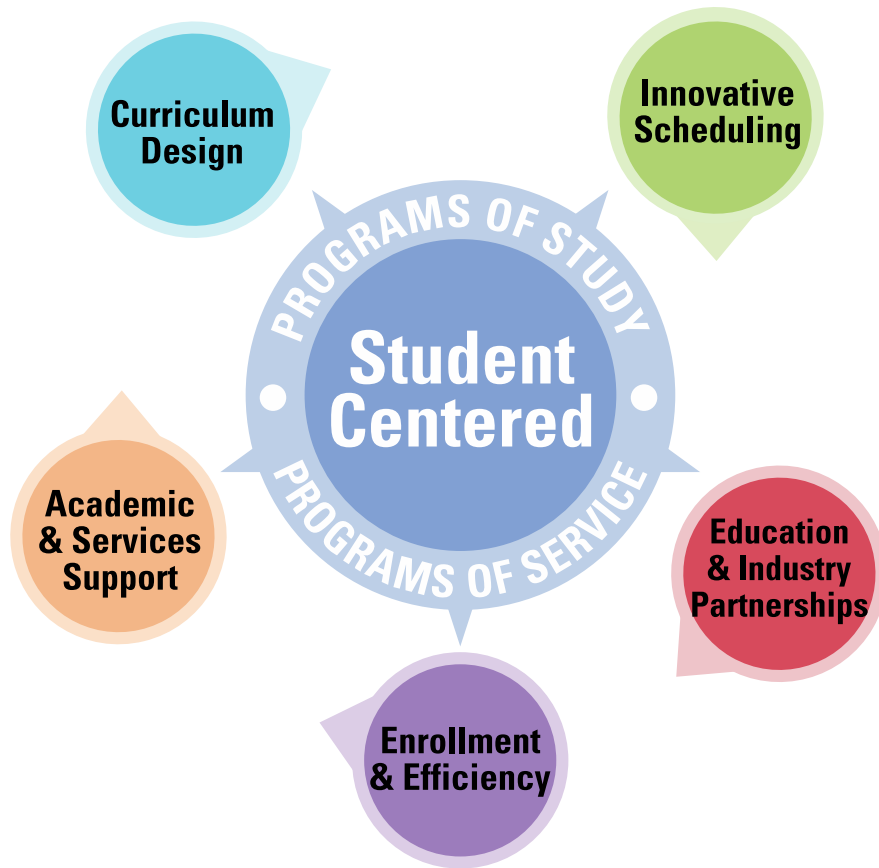 Curriculum
Design
Innovative
Scheduling
PROGRAMS OF STUDY
Student
Centered
PROGRAMS OF SERVICE
Academic
& Services
Support
Education
& Industry
Partnerships
Enrollment
& Efficiency